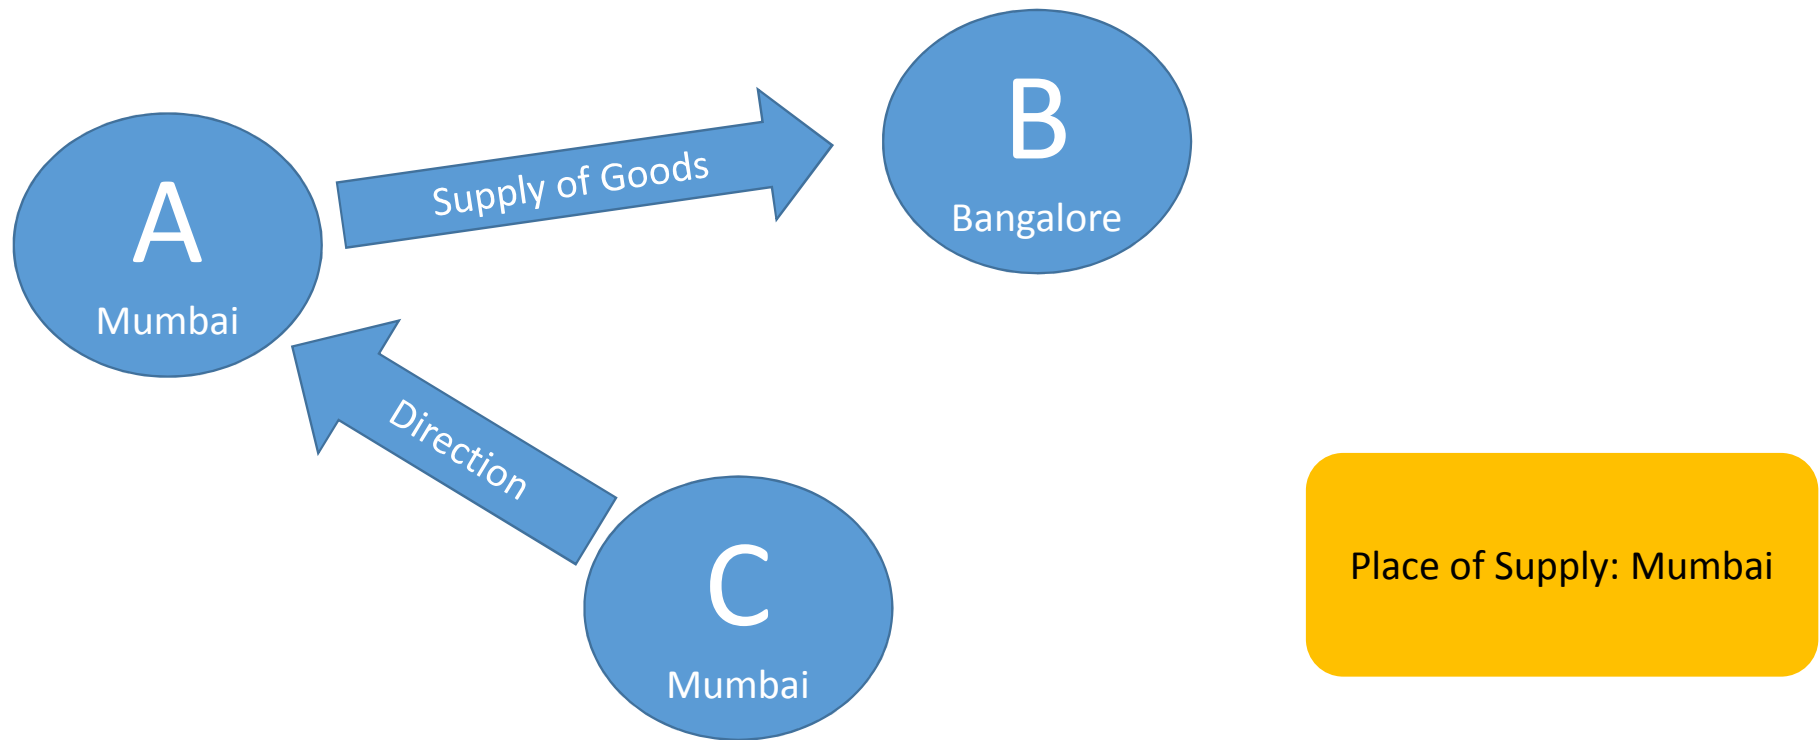 A
Mumbai
Supply of Goods
B
Bangalore
Direction
C
Mumbai
Place of Supply: Mumbai